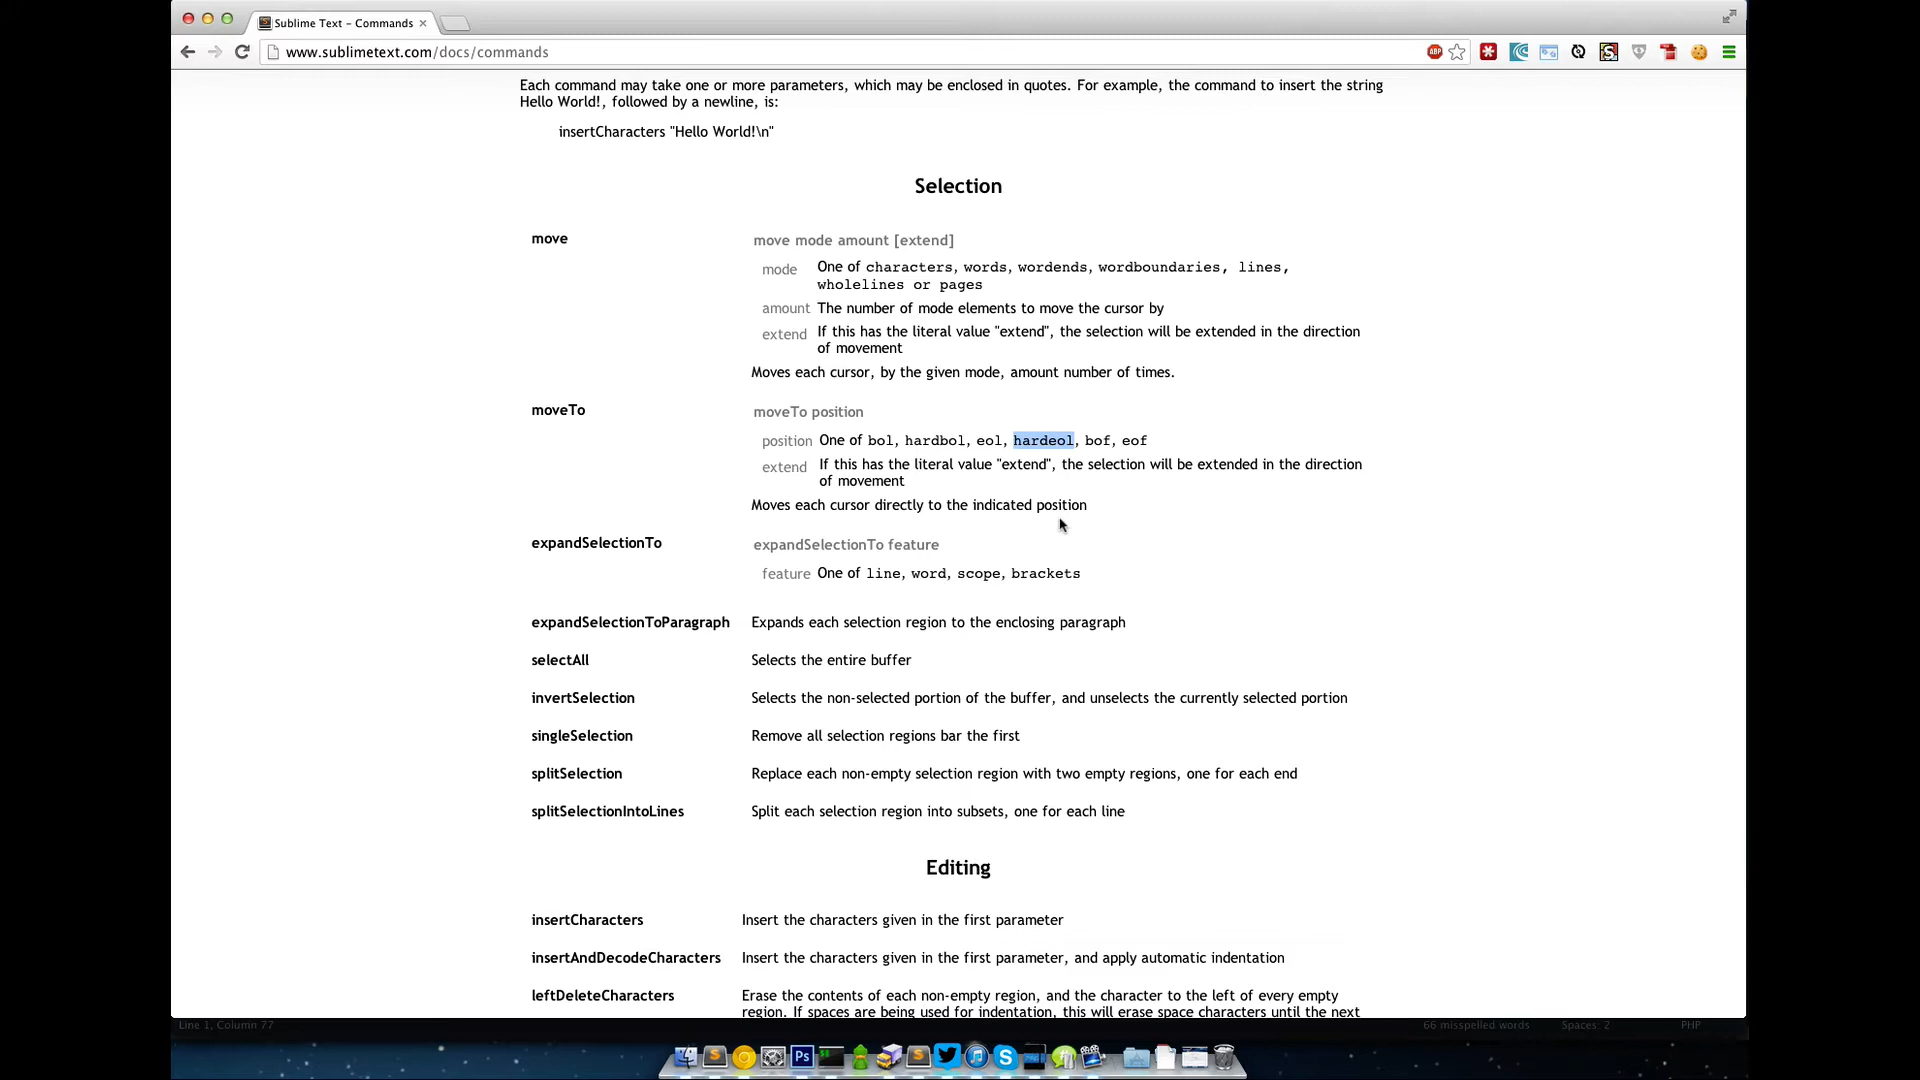 Sublime Text – Commands
www.sublimetext.com/docs/commands
ABP
Each command may take one or more parameters, which may be enclosed in quotes. For example, the command to insert the string
Hello World!, followed by a newline, is:
insertCharacters "Hello World!\n"
Selection
move
move mode amount [extend]
mode One of characters, words, wordends, wordboundaries, lines,
wholelines or pages
amount The number of mode elements to move the cursor by
extend If this has the literal value "extend", the selection will be extended in the direction
of movement
Moves each cursor, by the given mode, amount number of times.
moveTo
moveTo position
position One of bol, hardbol, eol, hardeol, bof, eof
extend If this has the literal value "extend", the selection will be extended in the direction
of movement
Moves each cursor directly to the indicated position
expandSelectionTo
expandSelectionTo feature
feature One of line, word, scope, brackets
expandSelectionToParagraph Expands each selection region to the enclosing paragraph
selectAll Selects the entire buffer
invertSelection Selects the non-selected portion of the buffer, and unselects the currently selected portion
singleSelection Remove all selection regions bar the first
splitSelection Replace each non-empty selection region with two empty regions, one for each end
splitSelectionIntoLines Split each selection region into subsets, one for each line
Editing
insertCharacters Insert the characters given in the first parameter
insertAndDecodeCharacters Insert the characters given in the first parameter, and apply automatic indentation
leftDeleteCharacters Erase the contents of each non-empty region, and the character to the left of every empty
region. If spaces are being used for indentation, this will erase space characters until the next
Line 1, Column 77 66 misspelled words Spaces: 2 PHP
Ps